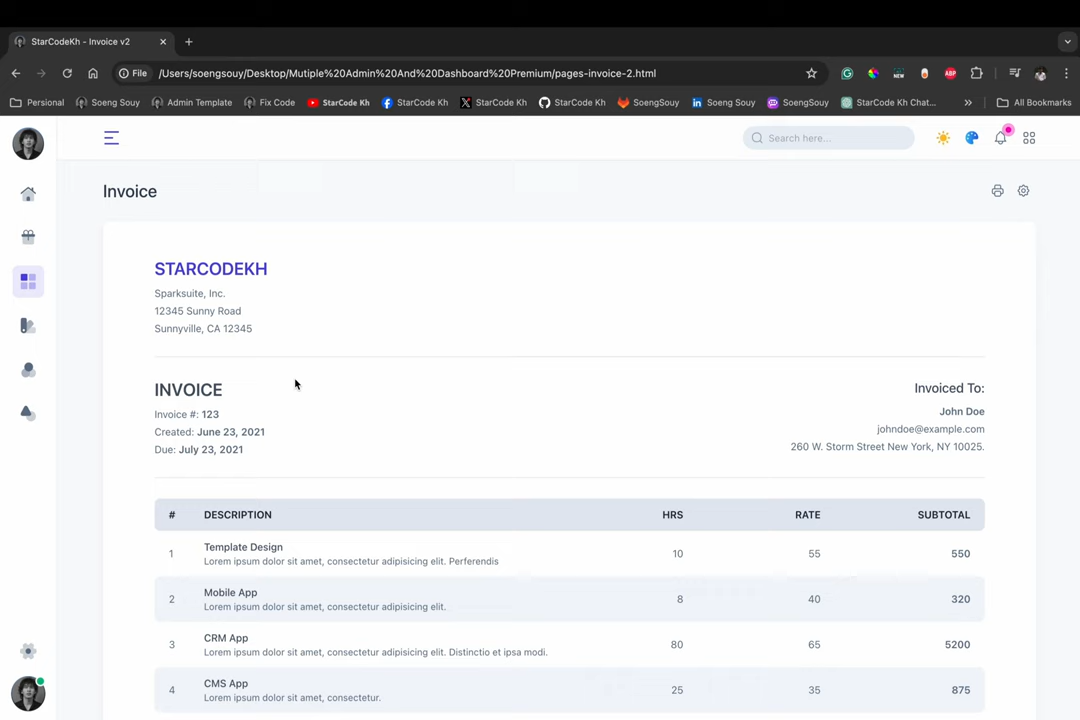 StarCodeKh - Invoice v2
File
/Users/soengsouy/Desktop/Mutiple%20Admin%20And%20Dashboard%20Premium/pages-invoice-2.html
ABP
Personal
Soeng Souy
Admin Template
Fix Code
StarCode Kh
StarCode Kh
StarCode Kh
StarCode Kh
SoengSouy
Soeng Souy
SoengSouy
StarCode Kh Chat...
All Bookmarks
Search here...
Invoice
STARCODEKH
Sparksuite, Inc.
12345 Sunny Road
Sunnyville, CA 12345
INVOICE
Invoice #: 123
Created: June 23, 2021
Due: July 23, 2021
Invoiced To:
John Doe
johndoe@example.com
260 W. Storm Street New York, NY 10025.
# DESCRIPTION HRS RATE SUBTOTAL
1 Template Design 10 55 550
Lorem ipsum dolor sit amet, consectetur adipisicing elit. Perferendis
2 Mobile App 8 40 320
Lorem ipsum dolor sit amet, consectetur adipisicing elit.
3 CRM App 80 65 5200
Lorem ipsum dolor sit amet, consectetur adipisicing elit. Distinctio et ipsa modi.
4 CMS App 25 35 875
Lorem ipsum dolor sit amet, consectetur.